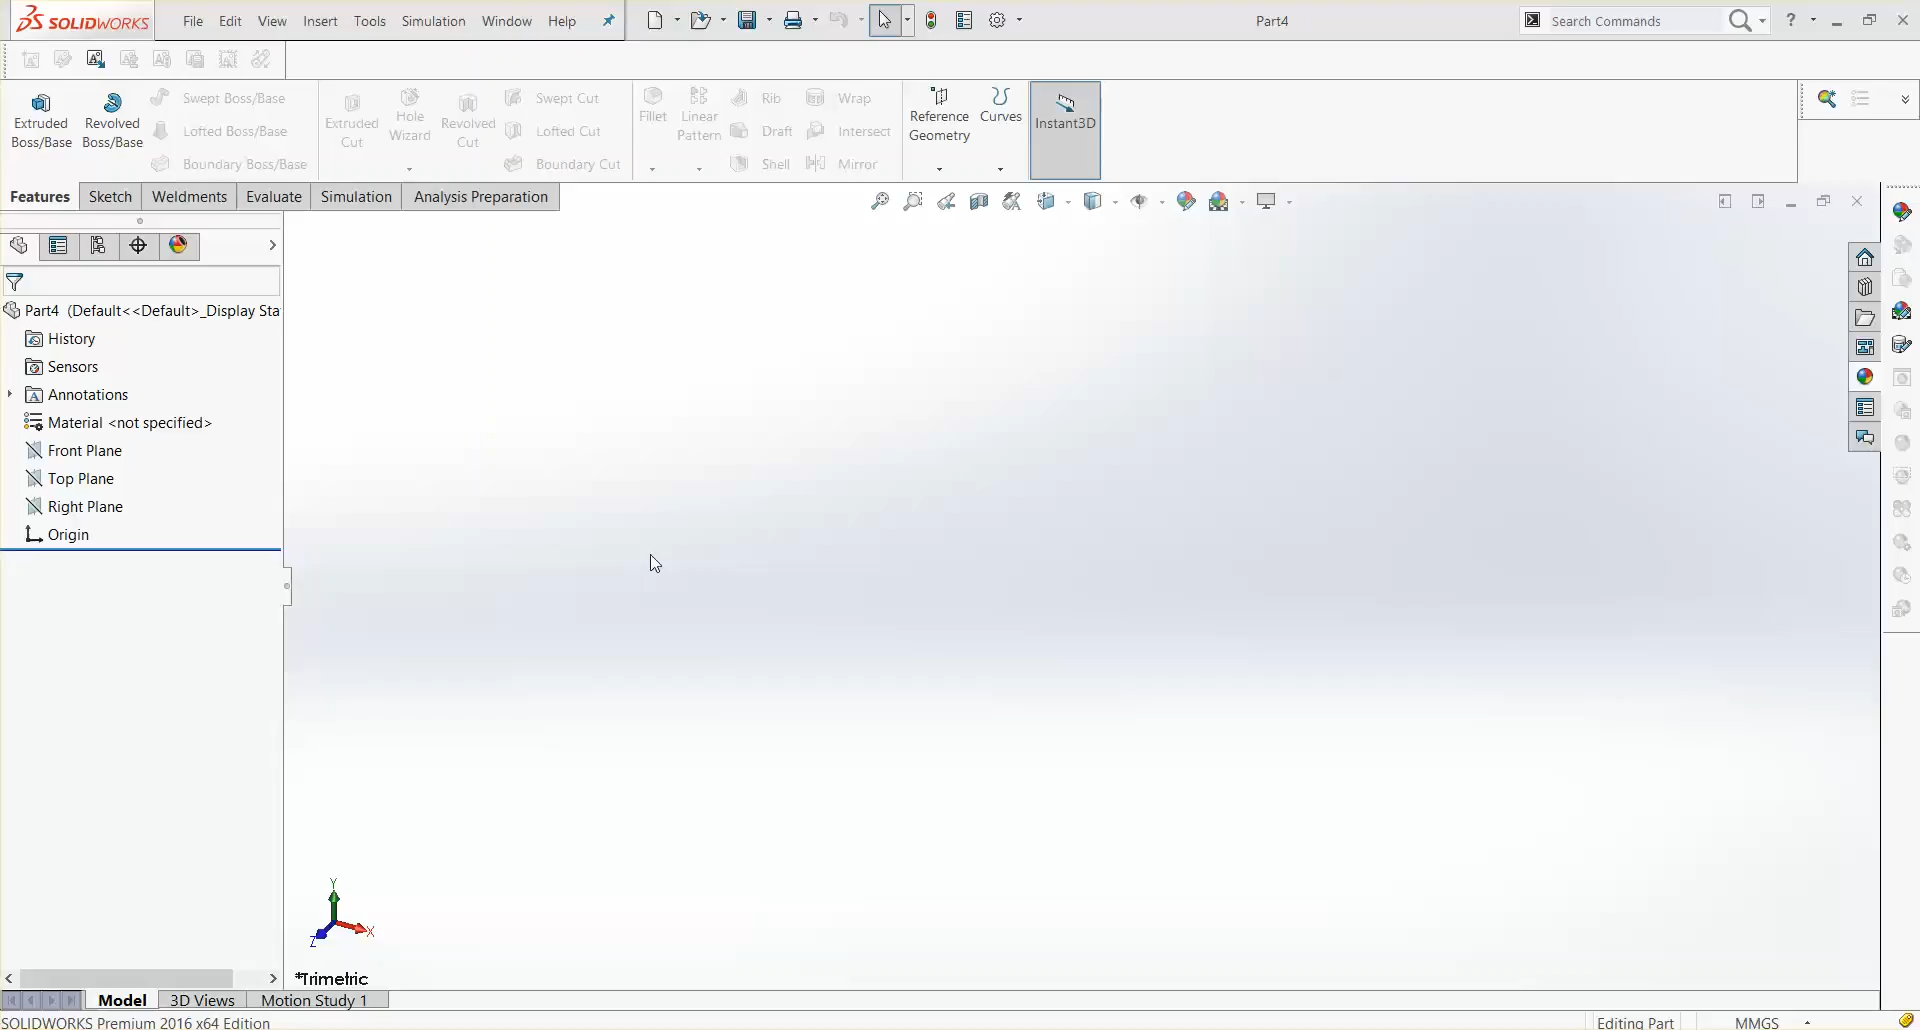 SOLIDWORKS File Edit View Insert Tools Simulation Window Help Part4 Search Commands ?
Extruded Boss/Base
Revolved Boss/Base
Swept Boss/Base
Lofted Boss/Base
Boundary Boss/Base
Extruded Cut
Hole Wizard
Revolved Cut
Swept Cut
Lofted Cut
Boundary Cut
Fillet
Linear Pattern
Rib
Draft
Shell
Wrap
Intersect
Mirror
Reference Geometry
Curves
Instant3D
Features Sketch Weldments Evaluate Simulation Analysis Preparation
Part4 (Default<<Default>_Display Sta
History
Sensors
Annotations
Material <not specified>
Front Plane
Top Plane
Right Plane
Origin
Y
X
Z
*Trimetric
Model 3D Views Motion Study 1
SOLIDWORKS Premium 2016 x64 Edition Editing Part MMGS